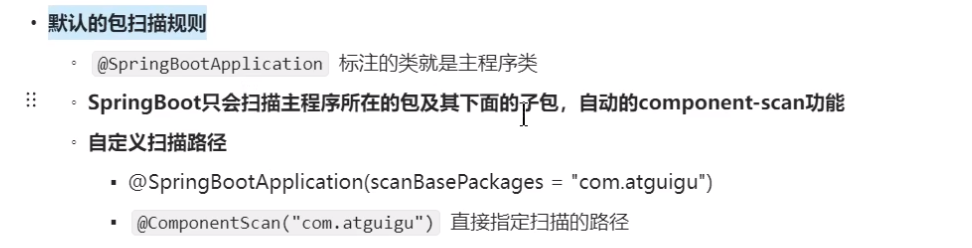 默认的包扫描规则
@SpringBootApplication 标注的类就是主程序类
SpringBoot只会扫描主程序所在的包及其下面的子包，自动的component-scan功能
自定义扫描路径
@SpringBootApplication(scanBasePackages = "com.atguigu")
@ComponentScan("com.atguigu") 直接指定扫描的路径